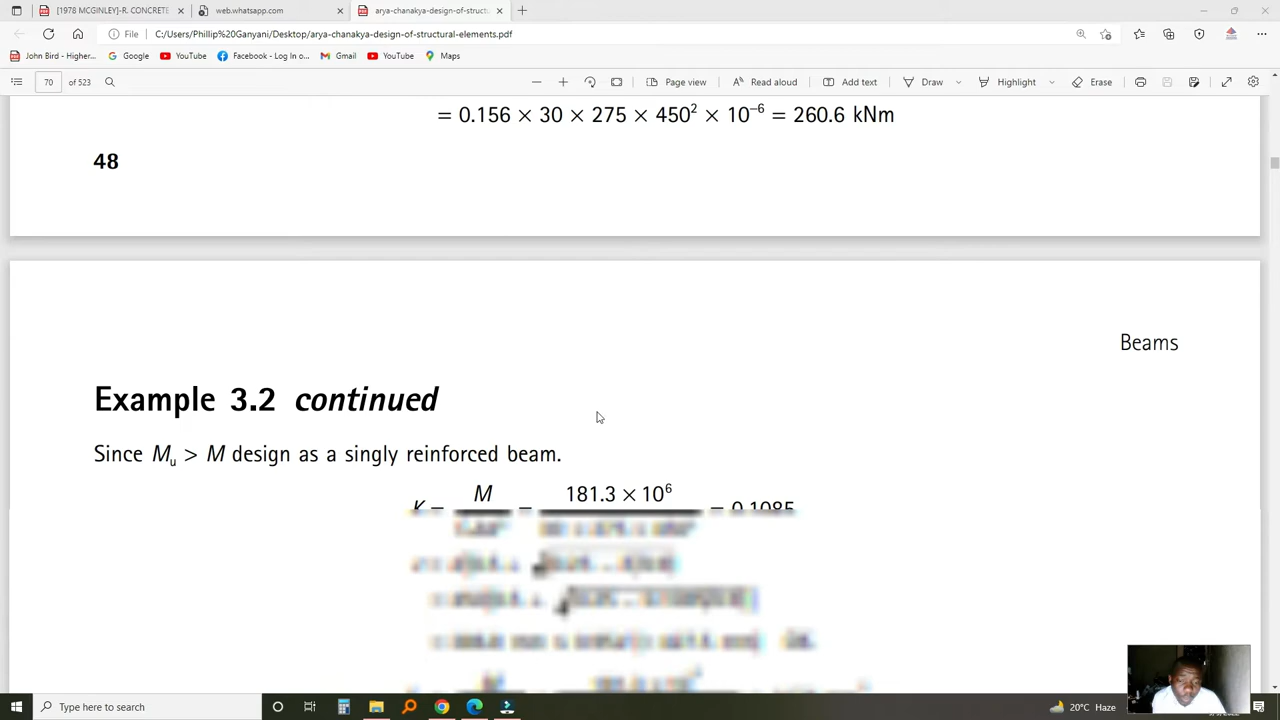 [1978 MCGINLEY]-R. CONCRETE
web.whatsapp.com
arya-chanakya-design-of-struct
File C:/Users/Phillip%20Ganyani/Desktop/arya-chanakya-design-of-structural-elements.pdf
John Bird - Higher... Google YouTube Facebook - Log In o... Gmail YouTube Maps
70 of 523 Page view Read aloud Add text Draw Highlight Erase
= 0.156 × 30 × 275 × 450² × 10⁻⁶ = 260.6 kNm
48
Beams
Example 3.2 continued
Since Mu > M design as a singly reinforced beam.
K = M 181.3 × 10⁶ = 0.1085
Type here to search
20°C Haze